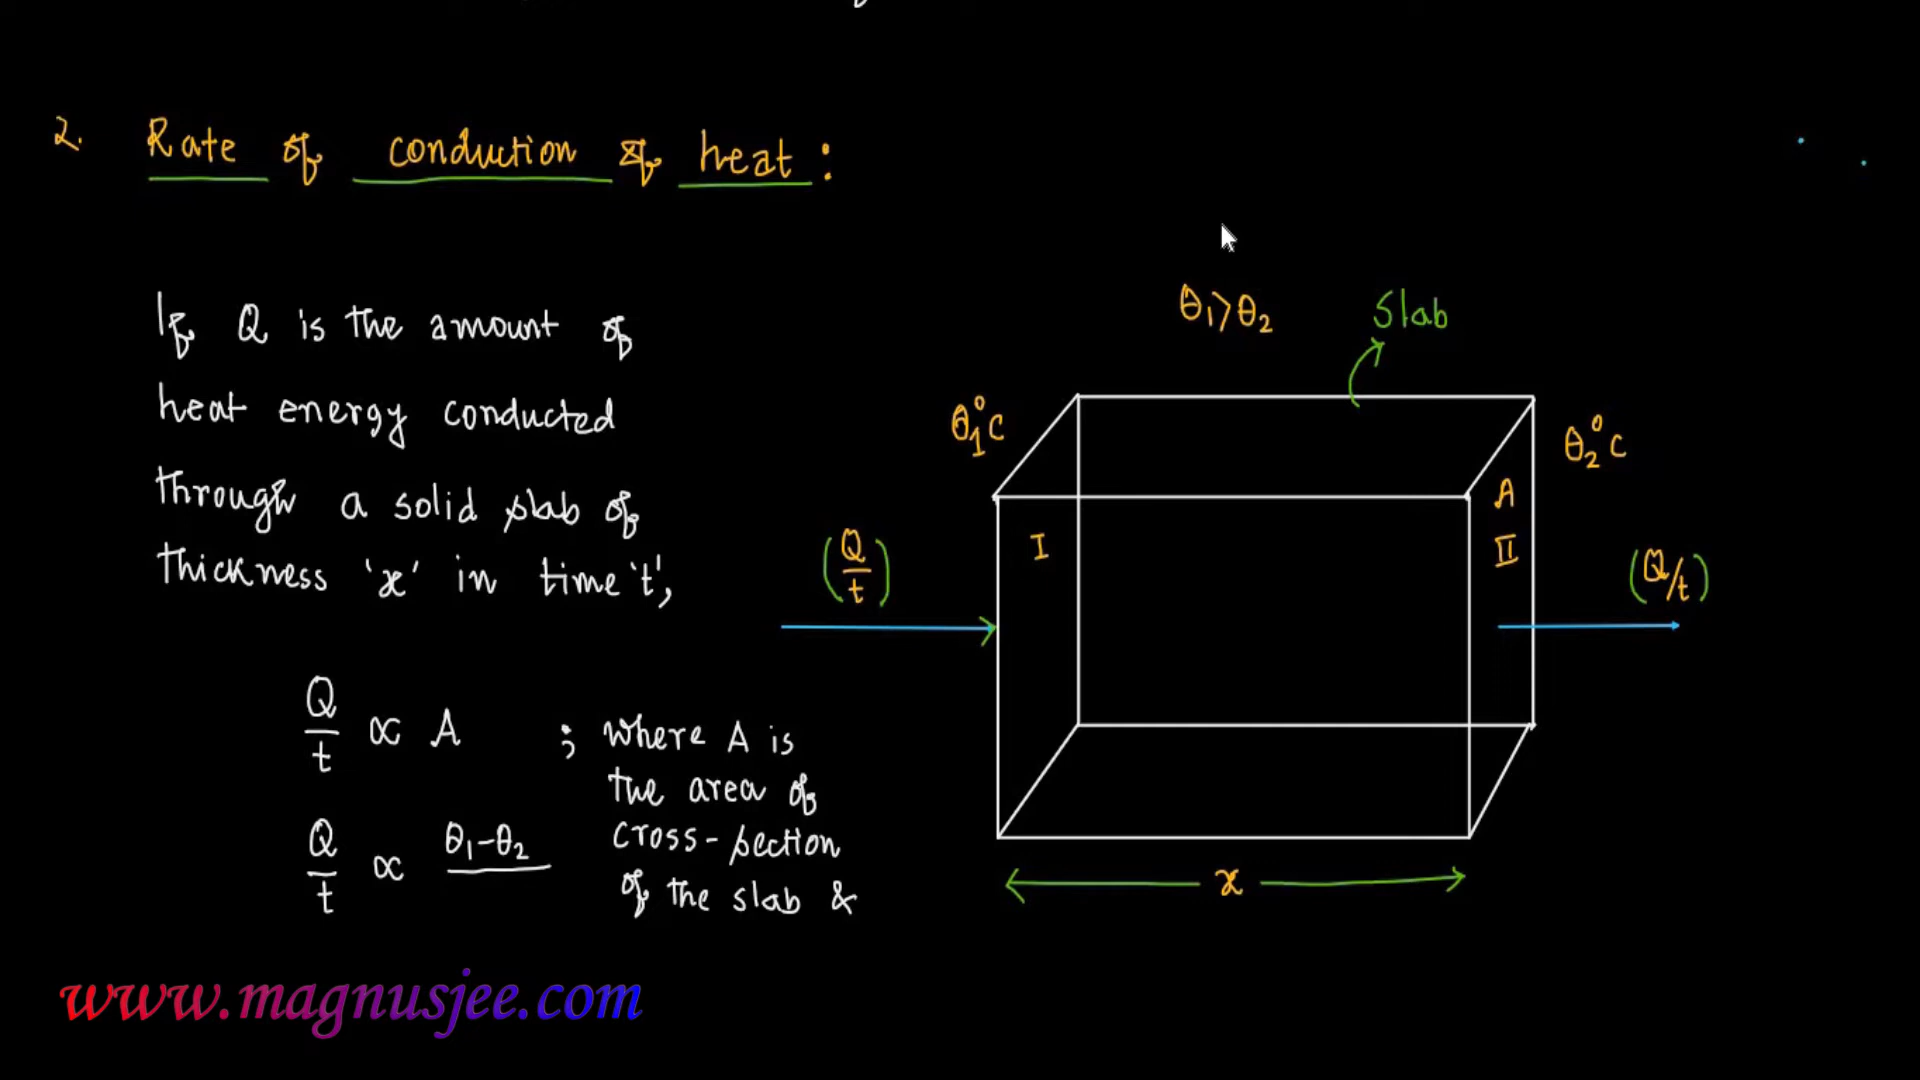 2. Rate of conduction of heat:
If Q is the amount of
heat energy conducted
through a solid slab of
thickness 'x' in time 't',
Q/t ∝ A ; where A is
the area of
cross-section
of the slab &
Q/t ∝ θ₁-θ₂
θ₁>θ₂
Slab
θ₁°C
θ₂°C
I
A
II
(Q/t)
(Q/t)
x
www.magnusjee.com